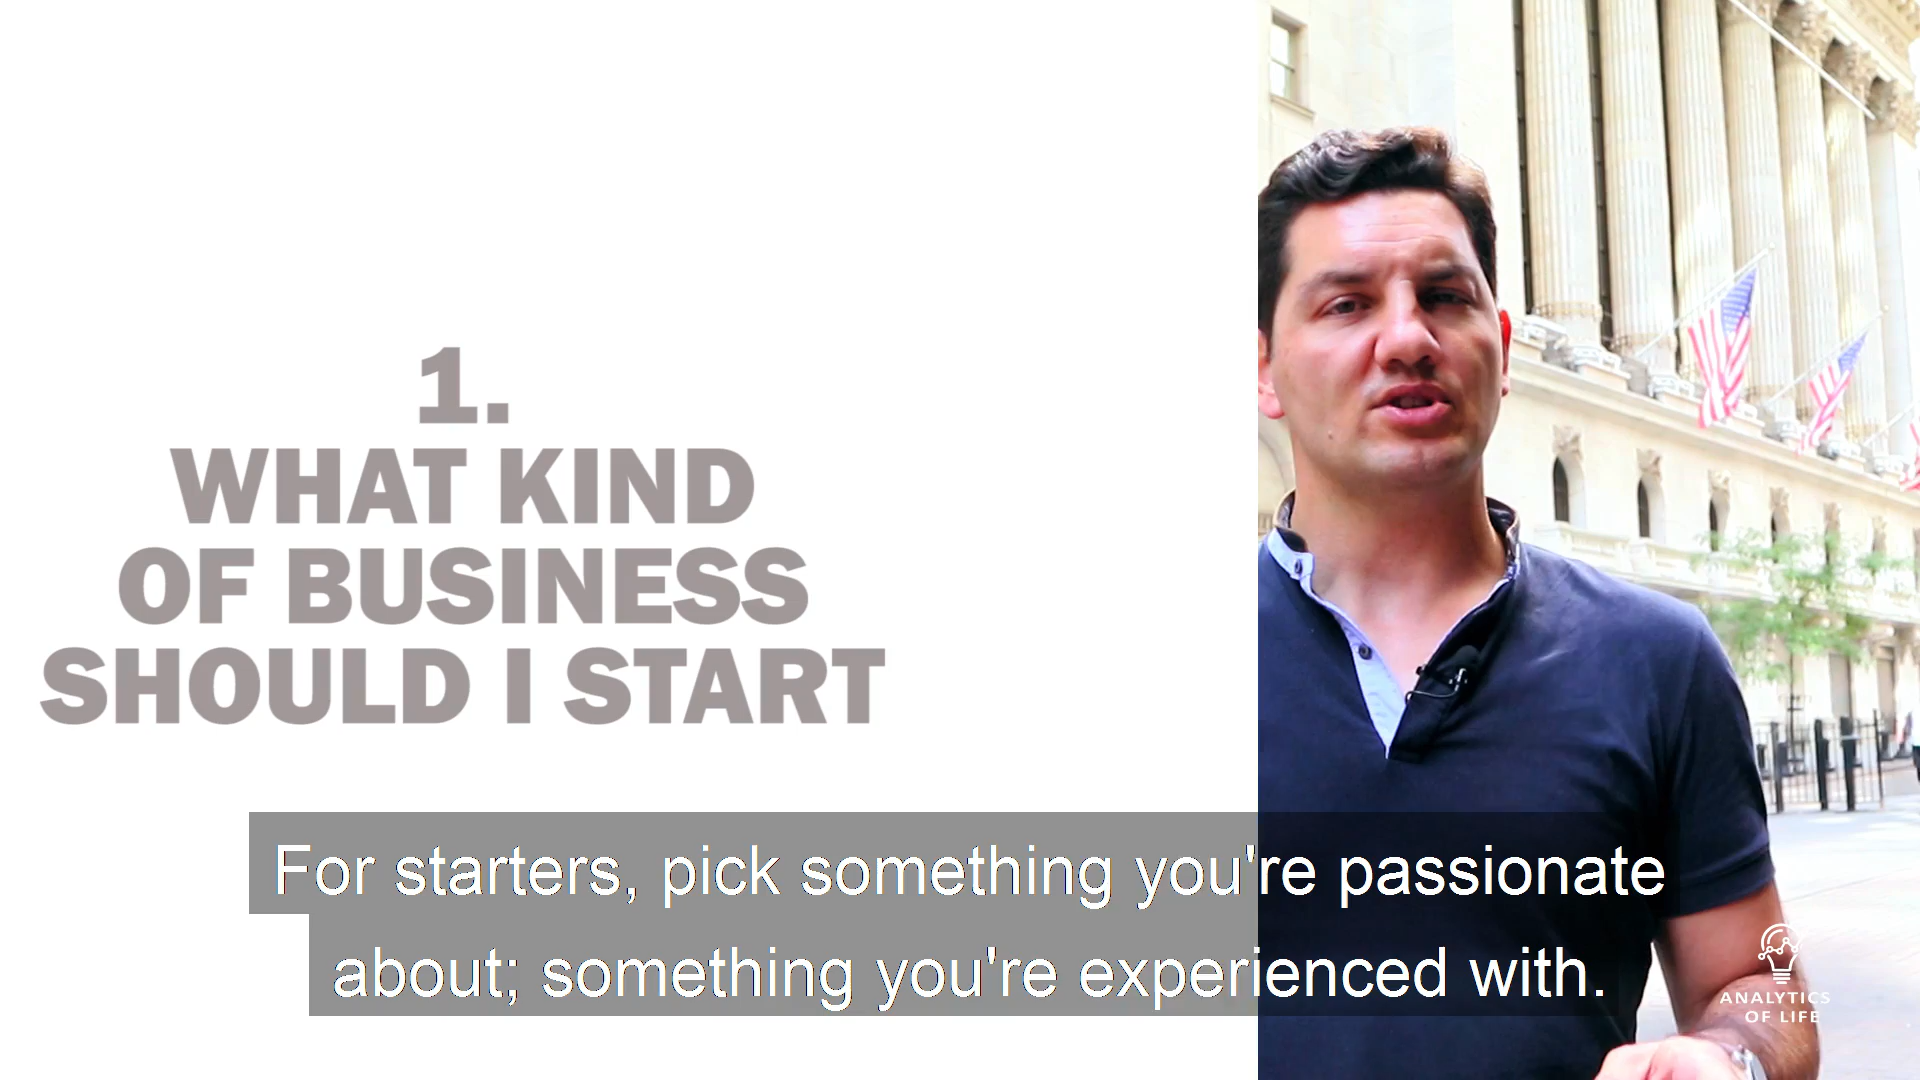 1.
WHAT KIND
OF BUSINESS
SHOULD I START
For starters, pick something you're passionate
about; something you're experienced with.
ANALYTICS
OF LIFE